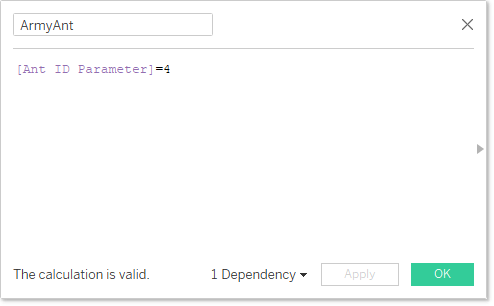 ArmyAnt
[Ant ID Parameter]=4
The calculation is valid. 1 Dependency Apply OK